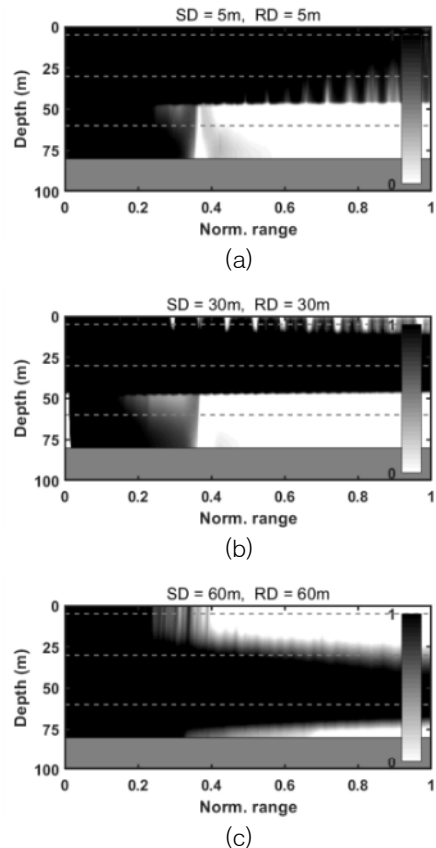 SD = 5m, RD = 5m
0
25
50
75
100
Depth (m)
1
0
0 0.2 0.4 0.6 0.8 1
Norm. range
(a)
SD = 30m, RD = 30m
0
25
50
75
100
Depth (m)
1
0
0 0.2 0.4 0.6 0.8 1
Norm. range
(b)
SD = 60m, RD = 60m
0
25
50
75
100
Depth (m)
1
0
0 0.2 0.4 0.6 0.8 1
Norm. range
(c)